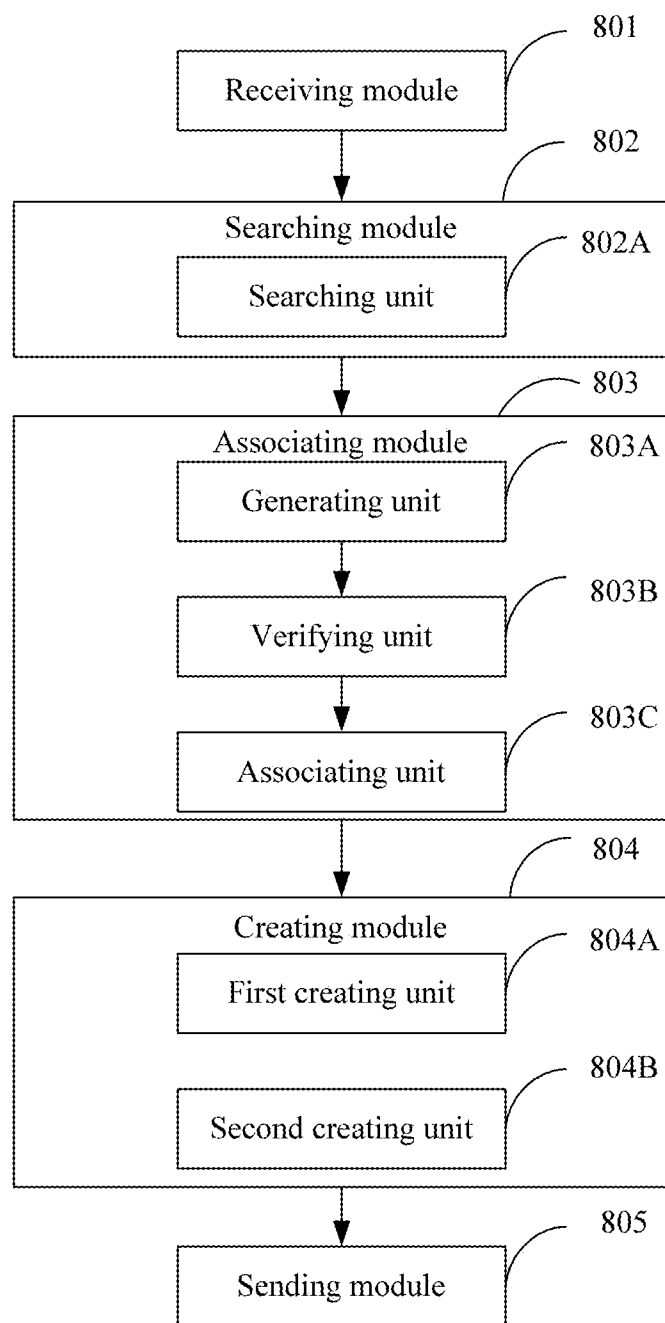 801
Receiving module
802
Searching module
802A
Searching unit
803
Associating module
803A
Generating unit
803B
Verifying unit
803C
Associating unit
804
Creating module
804A
First creating unit
804B
Second creating unit
805
Sending module